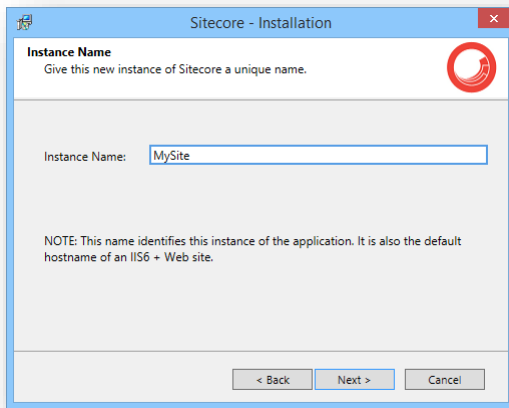 Sitecore - Installation
Instance Name
Give this new instance of Sitecore a unique name.
Instance Name: MySite
NOTE: This name identifies this instance of the application. It is also the default
hostname of an IIS6 + Web site.
< Back Next > Cancel